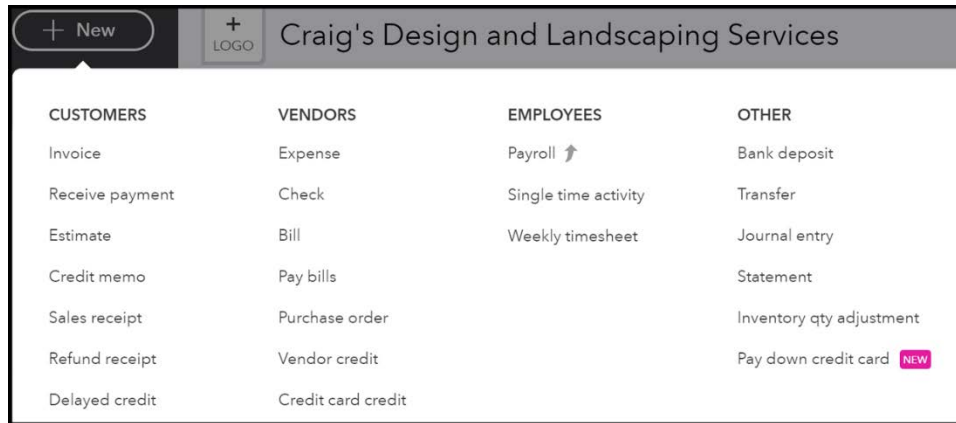 + New
+
LOGO
Craig's Design and Landscaping Services
CUSTOMERS
Invoice
Receive payment
Estimate
Credit memo
Sales receipt
Refund receipt
Delayed credit
VENDORS
Expense
Check
Bill
Pay bills
Purchase order
Vendor credit
Credit card credit
EMPLOYEES
Payroll
Single time activity
Weekly timesheet
OTHER
Bank deposit
Transfer
Journal entry
Statement
Inventory qty adjustment
Pay down credit card NEW